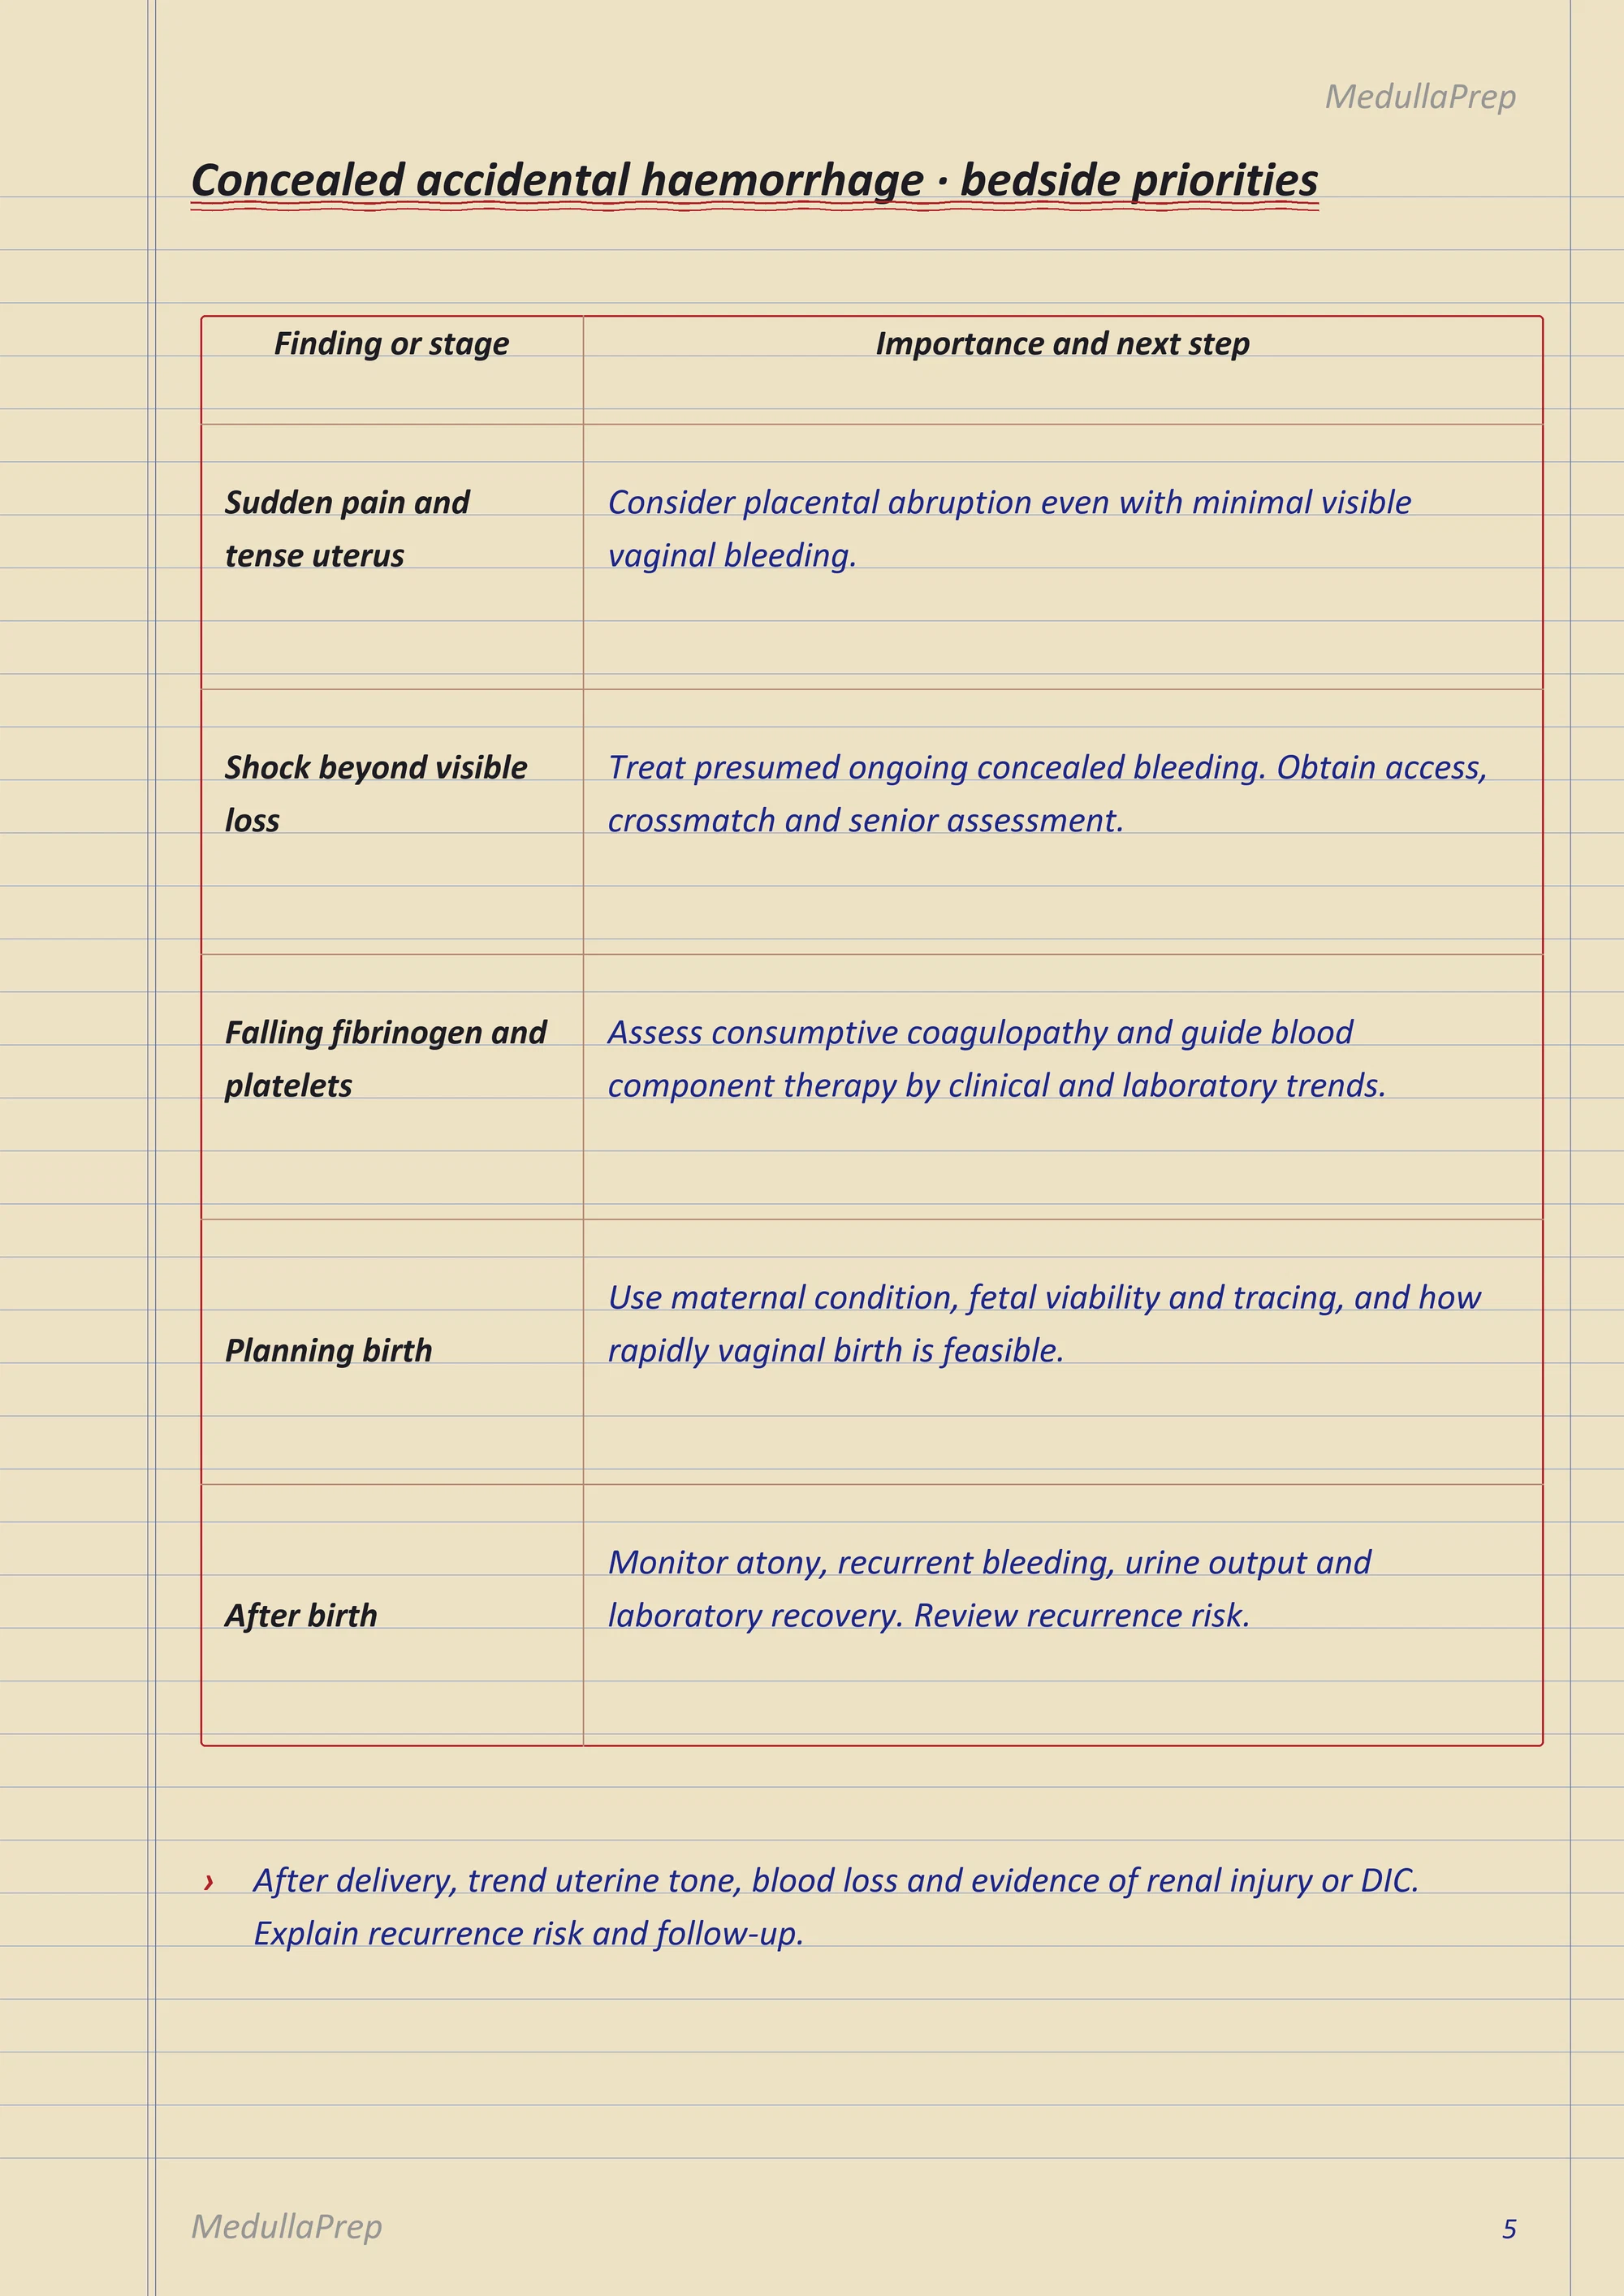 MedullaPrep
Concealed accidental haemorrhage · bedside priorities
Finding or stage
Importance and next step
Sudden pain and
tense uterus
Consider placental abruption even with minimal visible
vaginal bleeding.
Shock beyond visible
loss
Treat presumed ongoing concealed bleeding. Obtain access,
crossmatch and senior assessment.
Falling fibrinogen and
platelets
Assess consumptive coagulopathy and guide blood
component therapy by clinical and laboratory trends.
Planning birth
Use maternal condition, fetal viability and tracing, and how
rapidly vaginal birth is feasible.
After birth
Monitor atony, recurrent bleeding, urine output and
laboratory recovery. Review recurrence risk.
› After delivery, trend uterine tone, blood loss and evidence of renal injury or DIC.
Explain recurrence risk and follow-up.
MedullaPrep
5